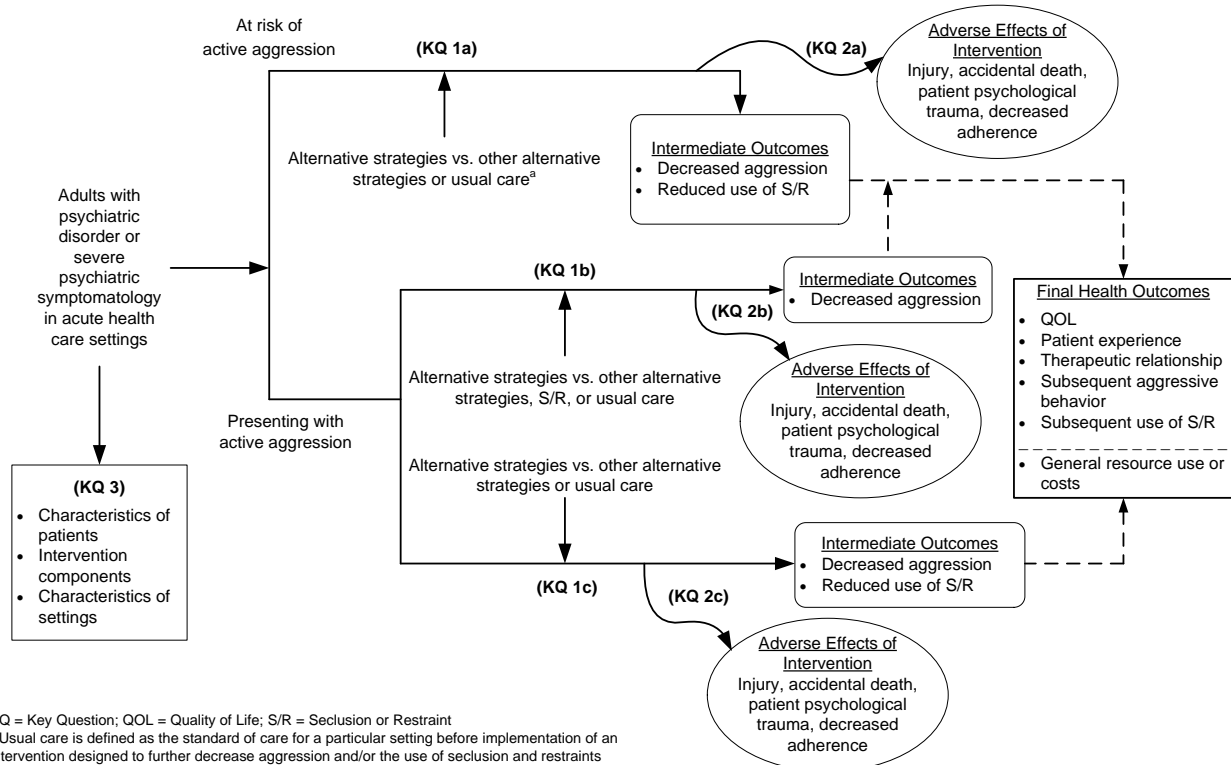 At risk of
active aggression
(KQ 1a)
(KQ 2a)
Adverse Effects of
Intervention
Injury, accidental death,
patient psychological
trauma, decreased
adherence
Alternative strategies vs. other alternative
strategies or usual careᵃ
Intermediate Outcomes
• Decreased aggression
• Reduced use of S/R
Adults with
psychiatric
disorder or
severe
psychiatric
symptomatology
in acute health
care settings
(KQ 1b)
Intermediate Outcomes
• Decreased aggression
(KQ 2b)
Alternative strategies vs. other alternative
strategies, S/R, or usual care
Adverse Effects of
Intervention
Injury, accidental death,
patient psychological
trauma, decreased
adherence
Presenting with
active aggression
Alternative strategies vs. other alternative
strategies or usual care
Final Health Outcomes
• QOL
• Patient experience
• Therapeutic relationship
• Subsequent aggressive
behavior
• Subsequent use of S/R
• General resource use or
costs
(KQ 3)
• Characteristics of
patients
• Intervention
components
• Characteristics of
settings
(KQ 1c)
Intermediate Outcomes
• Decreased aggression
• Reduced use of S/R
(KQ 2c)
Adverse Effects of
Intervention
Injury, accidental death,
patient psychological
trauma, decreased
adherence
Q = Key Question; QOL = Quality of Life; S/R = Seclusion or Restraint
Usual care is defined as the standard of care for a particular setting before implementation of an
tervention designed to further decrease aggression and/or the use of seclusion and restraints